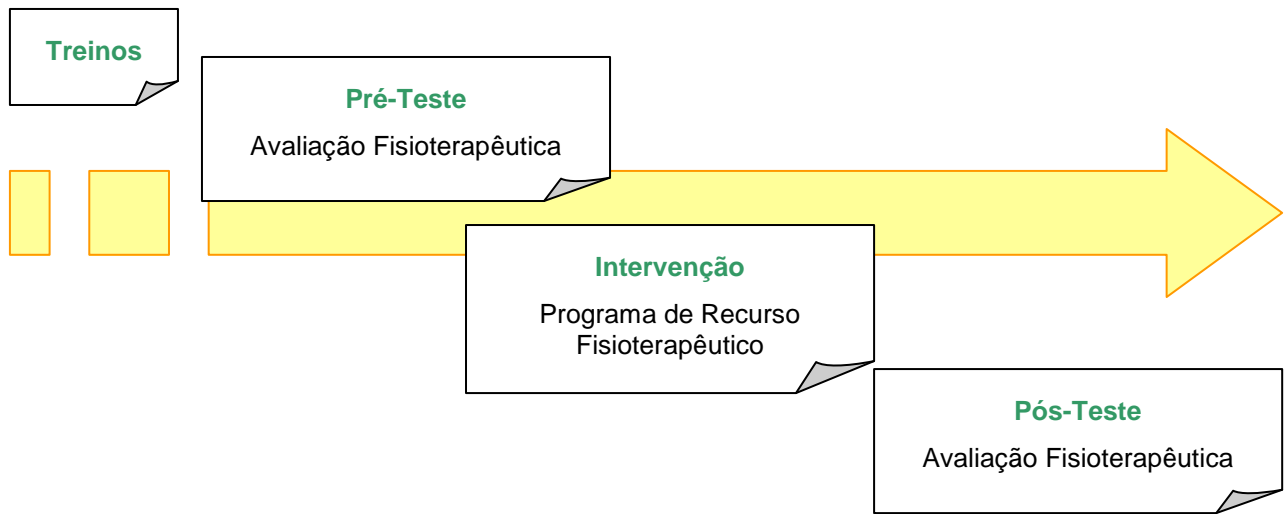 Treinos
Pré-Teste
Avaliação Fisioterapêutica
Intervenção
Programa de Recurso
Fisioterapêutico
Pós-Teste
Avaliação Fisioterapêutica